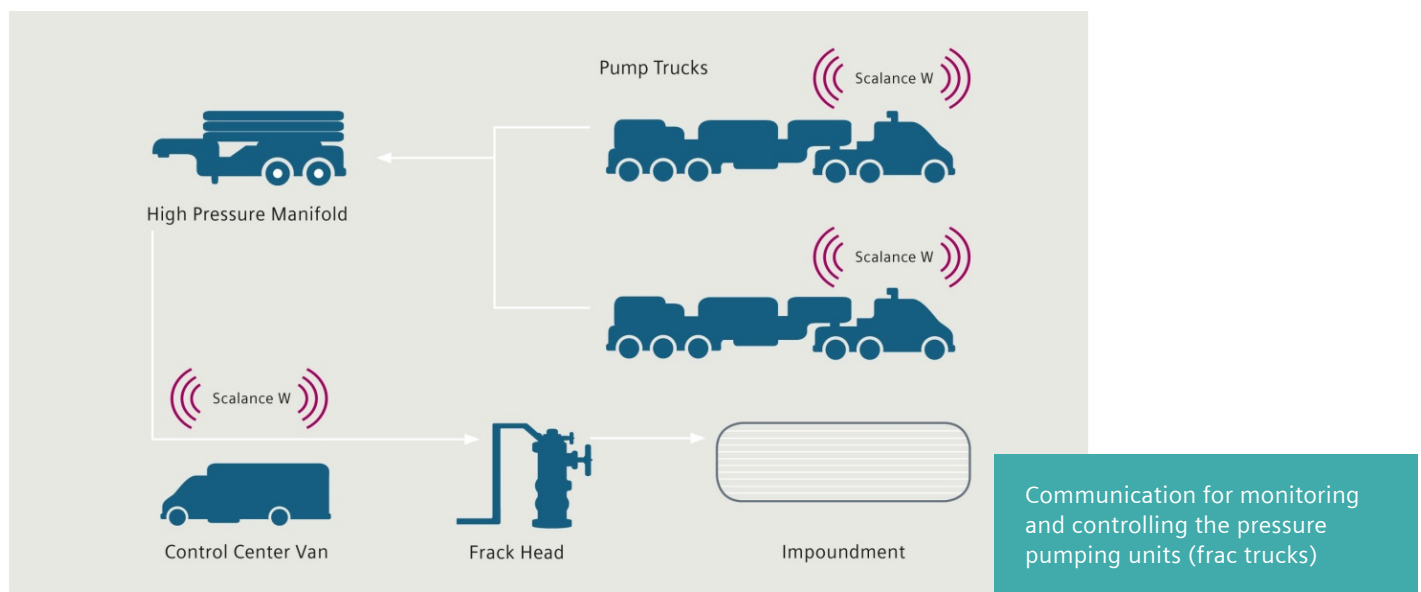 Pump Trucks
Scalance W
High Pressure Manifold
Scalance W
Scalance W
Control Center Van
Frack Head
Impoundment
Communication for monitoring
and controlling the pressure
pumping units (frac trucks)